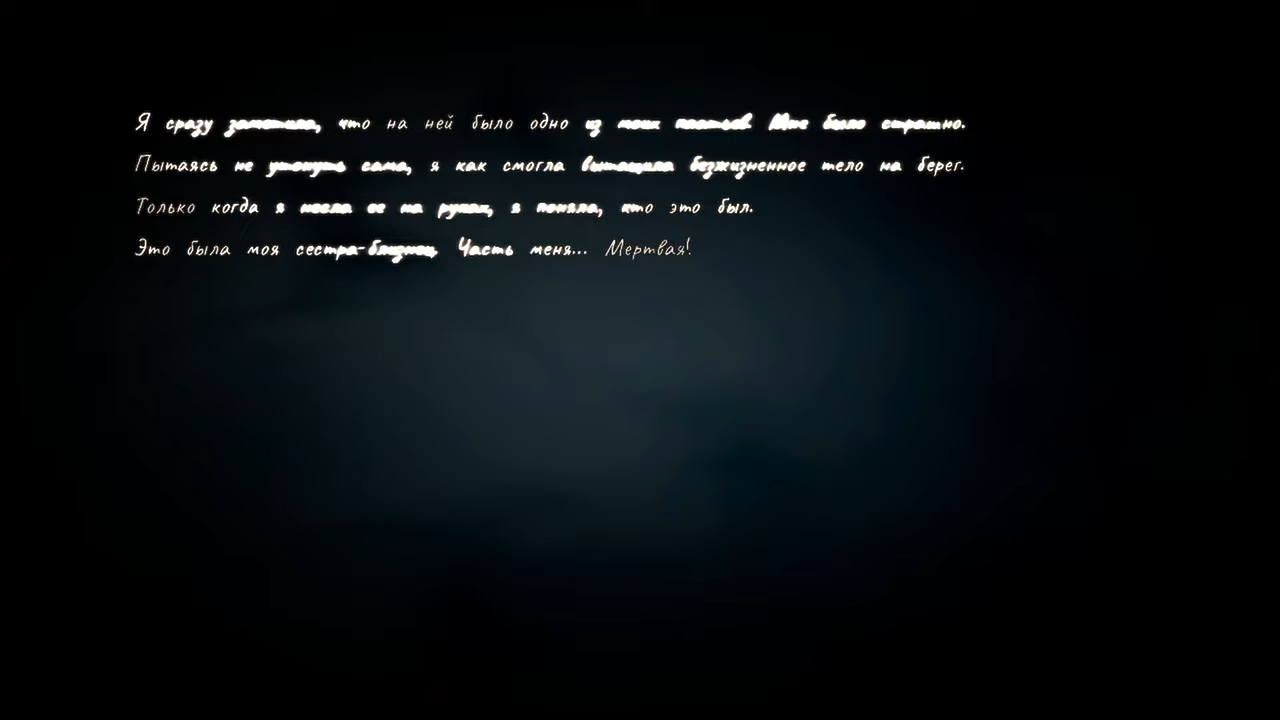 Я сразу заметила, что на ней было одно из моих платьев. Мне было страшно.
Пытаясь не утонуть сама, я как смогла вытащила безжизненное тело на берег.
Только когда я несла ее на руках, я поняла, кто это был.
Это была моя сестра-близнец. Часть меня... Мертвая!